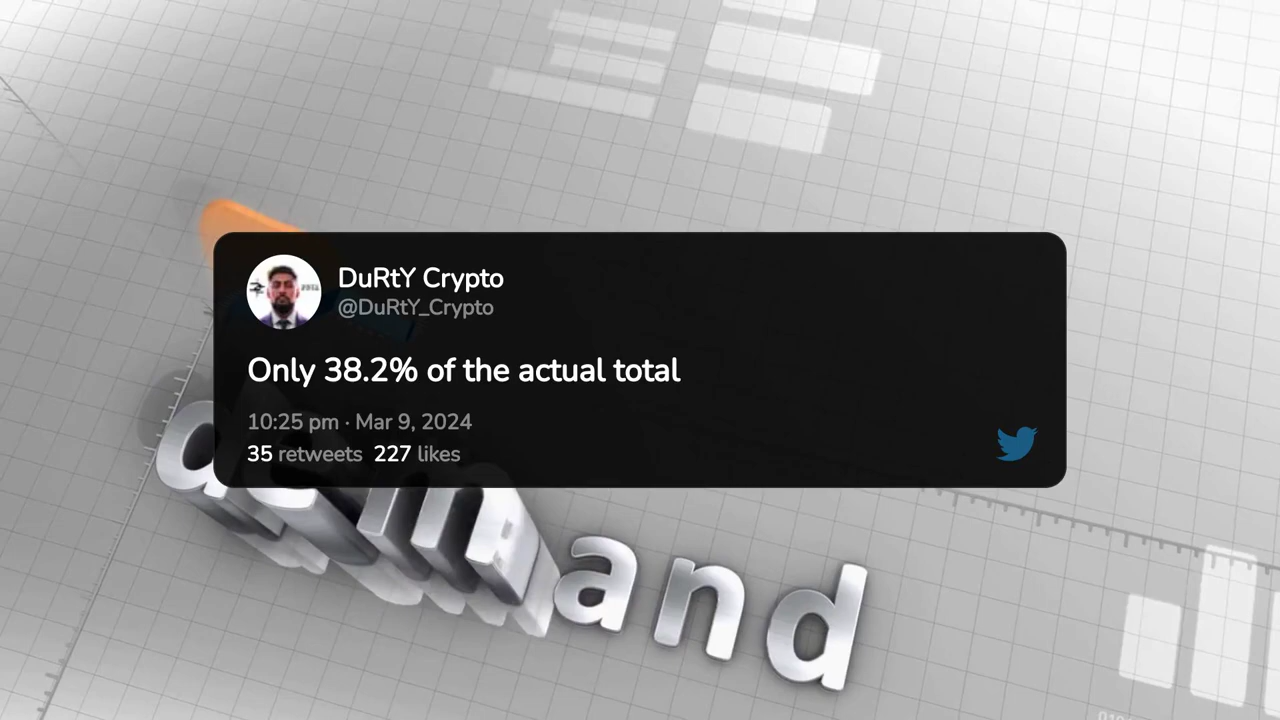 DuRtY Crypto
@DuRtY_Crypto
Only 38.2% of the actual total
10:25 pm · Mar 9, 2024
35 retweets 227 likes
demand